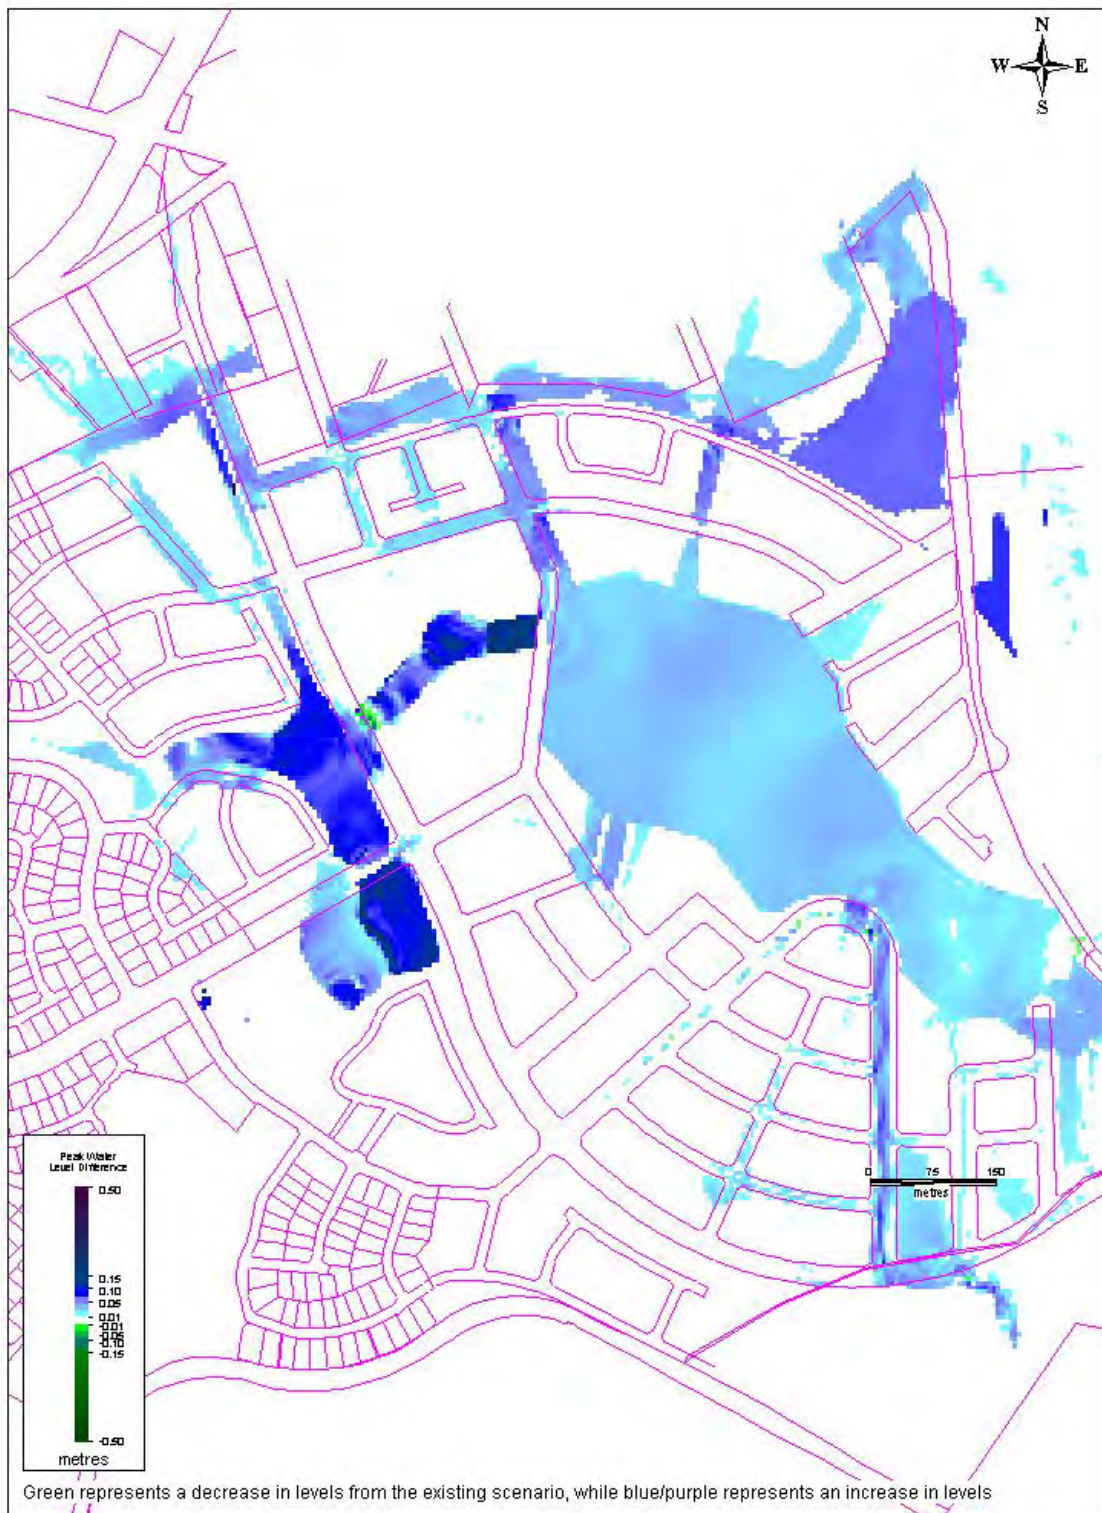 N
W E
S
Peak Water
Level Difference
0.50
0.15
0.10
0.05
0.01
-0.01
-0.05
-0.10
-0.15
-0.50
metres
0 75 150
metres
Green represents a decrease in levels from the existing scenario, while blue/purple represents an increase in levels